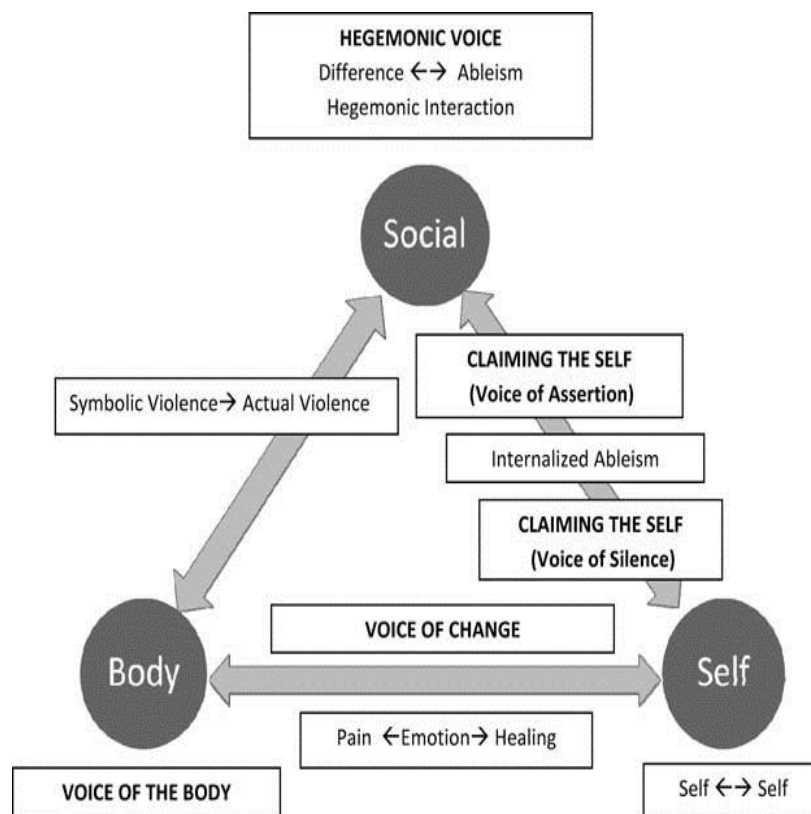 HEGEMONIC VOICE
Difference ←→ Ableism
Hegemonic Interaction
Social
CLAIMING THE SELF
(Voice of Assertion)
Symbolic Violence→ Actual Violence
Internalized Ableism
CLAIMING THE SELF
(Voice of Silence)
VOICE OF CHANGE
Body
Self
Pain ←Emotion→ Healing
VOICE OF THE BODY
Self ←→ Self